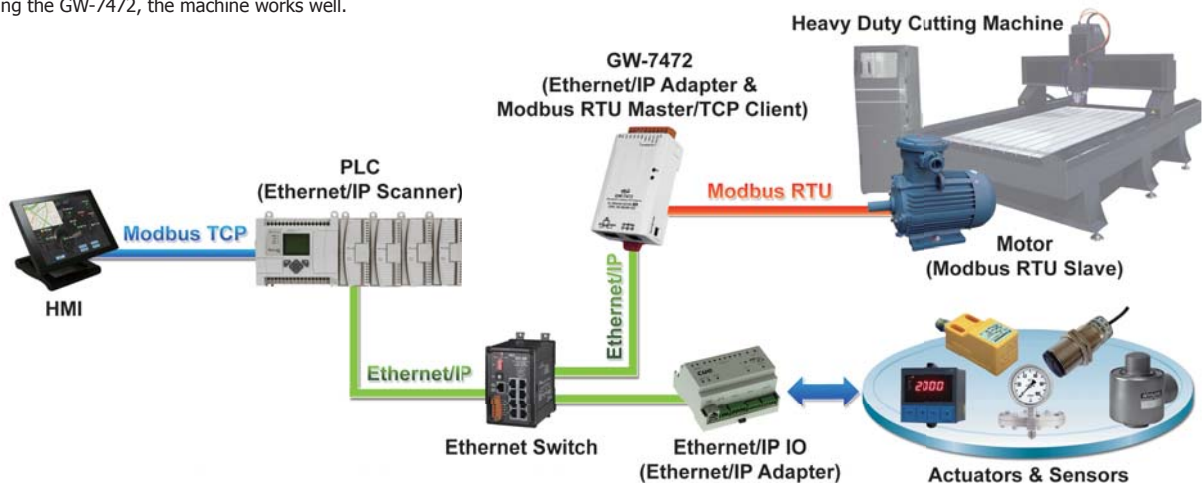 ng the GW-7472, the machine works well.
Heavy Duty Cutting Machine
GW-7472
(Ethernet/IP Adapter &
Modbus RTU Master/TCP Client)
PLC
(Ethernet/IP Scanner)
Modbus RTU
Modbus TCP
Motor
(Modbus RTU Slave)
HMI
Ethernet/IP
Ethernet/IP
Ethernet Switch
Ethernet/IP IO
(Ethernet/IP Adapter)
Actuators & Sensors